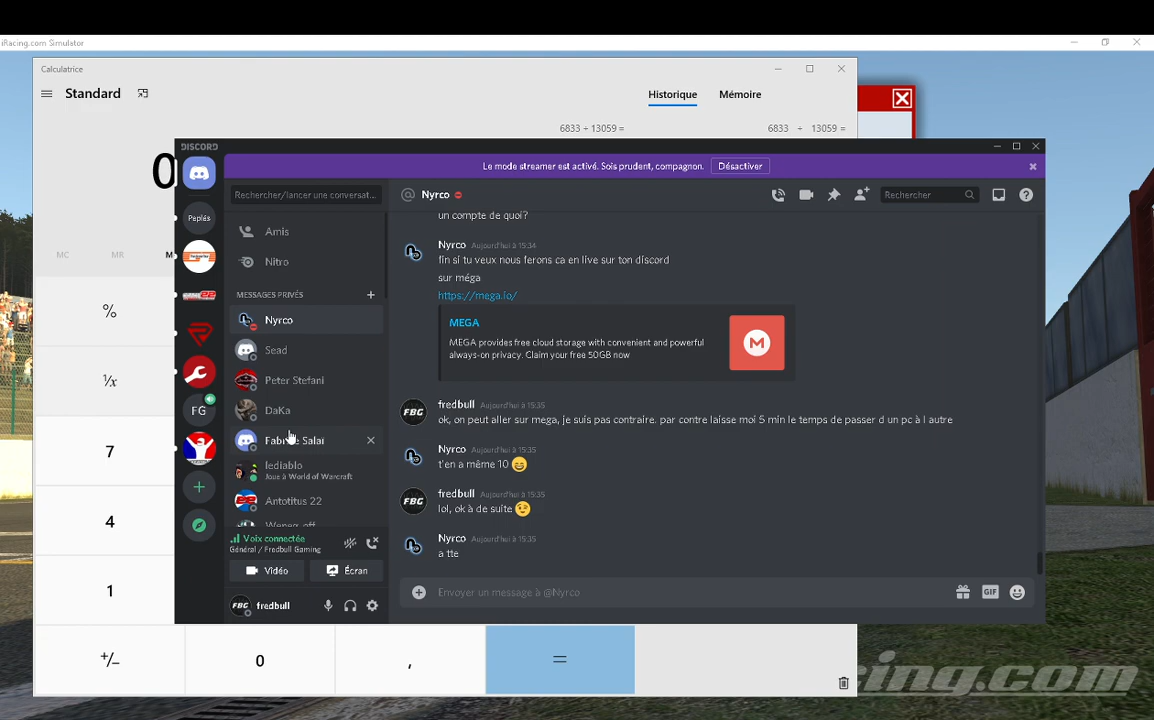 iRacing.com Simulator
Calculatrice
Standard
Historique
Mémoire
6833 ÷ 13059 =
6833 ÷ 13059 =
0
MC
MR
M
%
⅟x
7
4
1
+/−
0
,
=
DISCORD
Le mode streamer est activé. Sois prudent, compagnon.
Désactiver
Rechercher/lancer une conversat...
Nyrco
Rechercher
Peplés
FG
Amis
Nitro
MESSAGES PRIVÉS
Nyrco
Sead
Peter Stefani
DaKa
lediablo
Joue à World of Warcraft
Antotitus 22
Voix connectée
Général / Fredbull Gaming
Vidéo
Écran
FBG
fredbull
un compte de quoi?
Nyrco Aujourd'hui à 15:34
fin si tu veux nous ferons ca en live sur ton discord
sur méga
https://mega.io/
MEGA
MEGA provides free cloud storage with convenient and powerful
always-on privacy. Claim your free 50GB now
M
FBG
fredbull Aujourd'hui à 15:35
ok, on peut aller sur mega, je suis pas contraire. par contre laisse moi 5 min le temps de passer d un pc à l autre
Nyrco Aujourd'hui à 15:35
t'en a même 10
FBG
fredbull Aujourd'hui à 15:35
lol, ok à de suite
Nyrco Aujourd'hui à 15:35
a tte
Envoyer un message à @Nyrco
GIF
cing.com